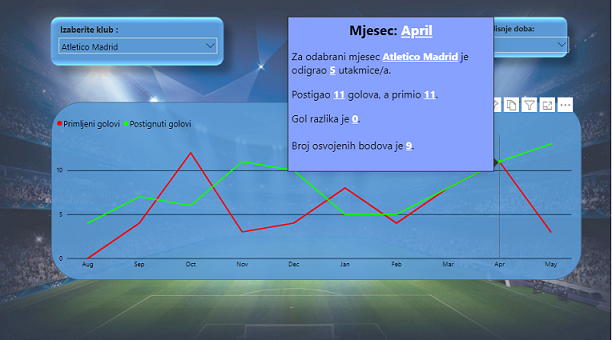 Izaberite klub :
Atletico Madrid
Mjesec: April
Za odabrani mjesec Atletico Madrid je
odigrao 5 utakmice/a.
Postigao 11 golova, a primio 11.
Gol razlika je 0.
Broj osvojenih bodova je 9.
doba:
Primljeni golovi Postignuti golovi
10
5
0
Aug Sep Oct Nov Dec Jan Feb Mar Apr May